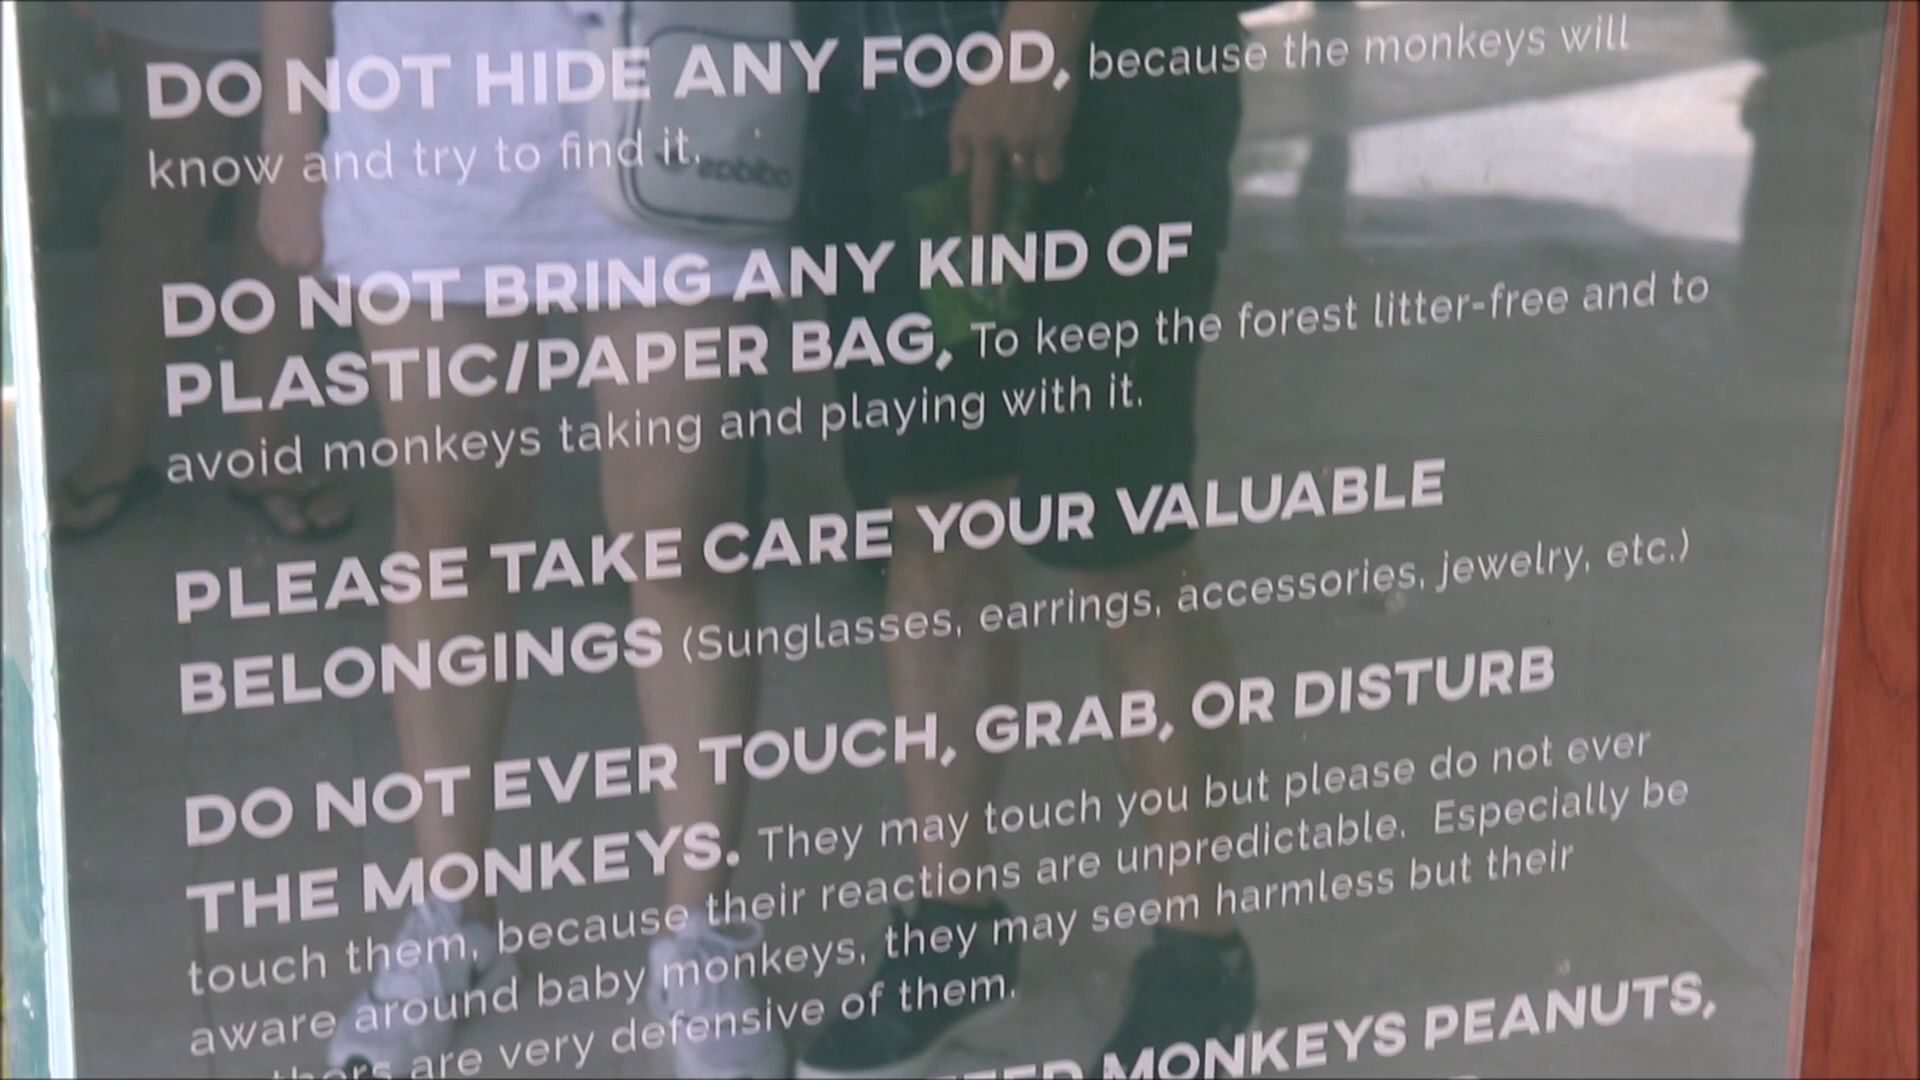 DO NOT HIDE ANY FOOD, because the monkeys will
know and try to find it.
DO NOT BRING ANY KIND OF
PLASTIC/PAPER BAG, To keep the forest litter-free and to
avoid monkeys taking and playing with it.
PLEASE TAKE CARE YOUR VALUABLE
BELONGINGS (Sunglasses, earrings, accessories, jewelry, etc.)
DO NOT EVER TOUCH, GRAB, OR DISTURB
THE MONKEYS. They may touch you but please do not ever
touch them, because their reactions are unpredictable. Especially be
aware around baby monkeys, they may seem harmless but their
are very defensive of them.
MONKEYS PEANUTS,
adidas